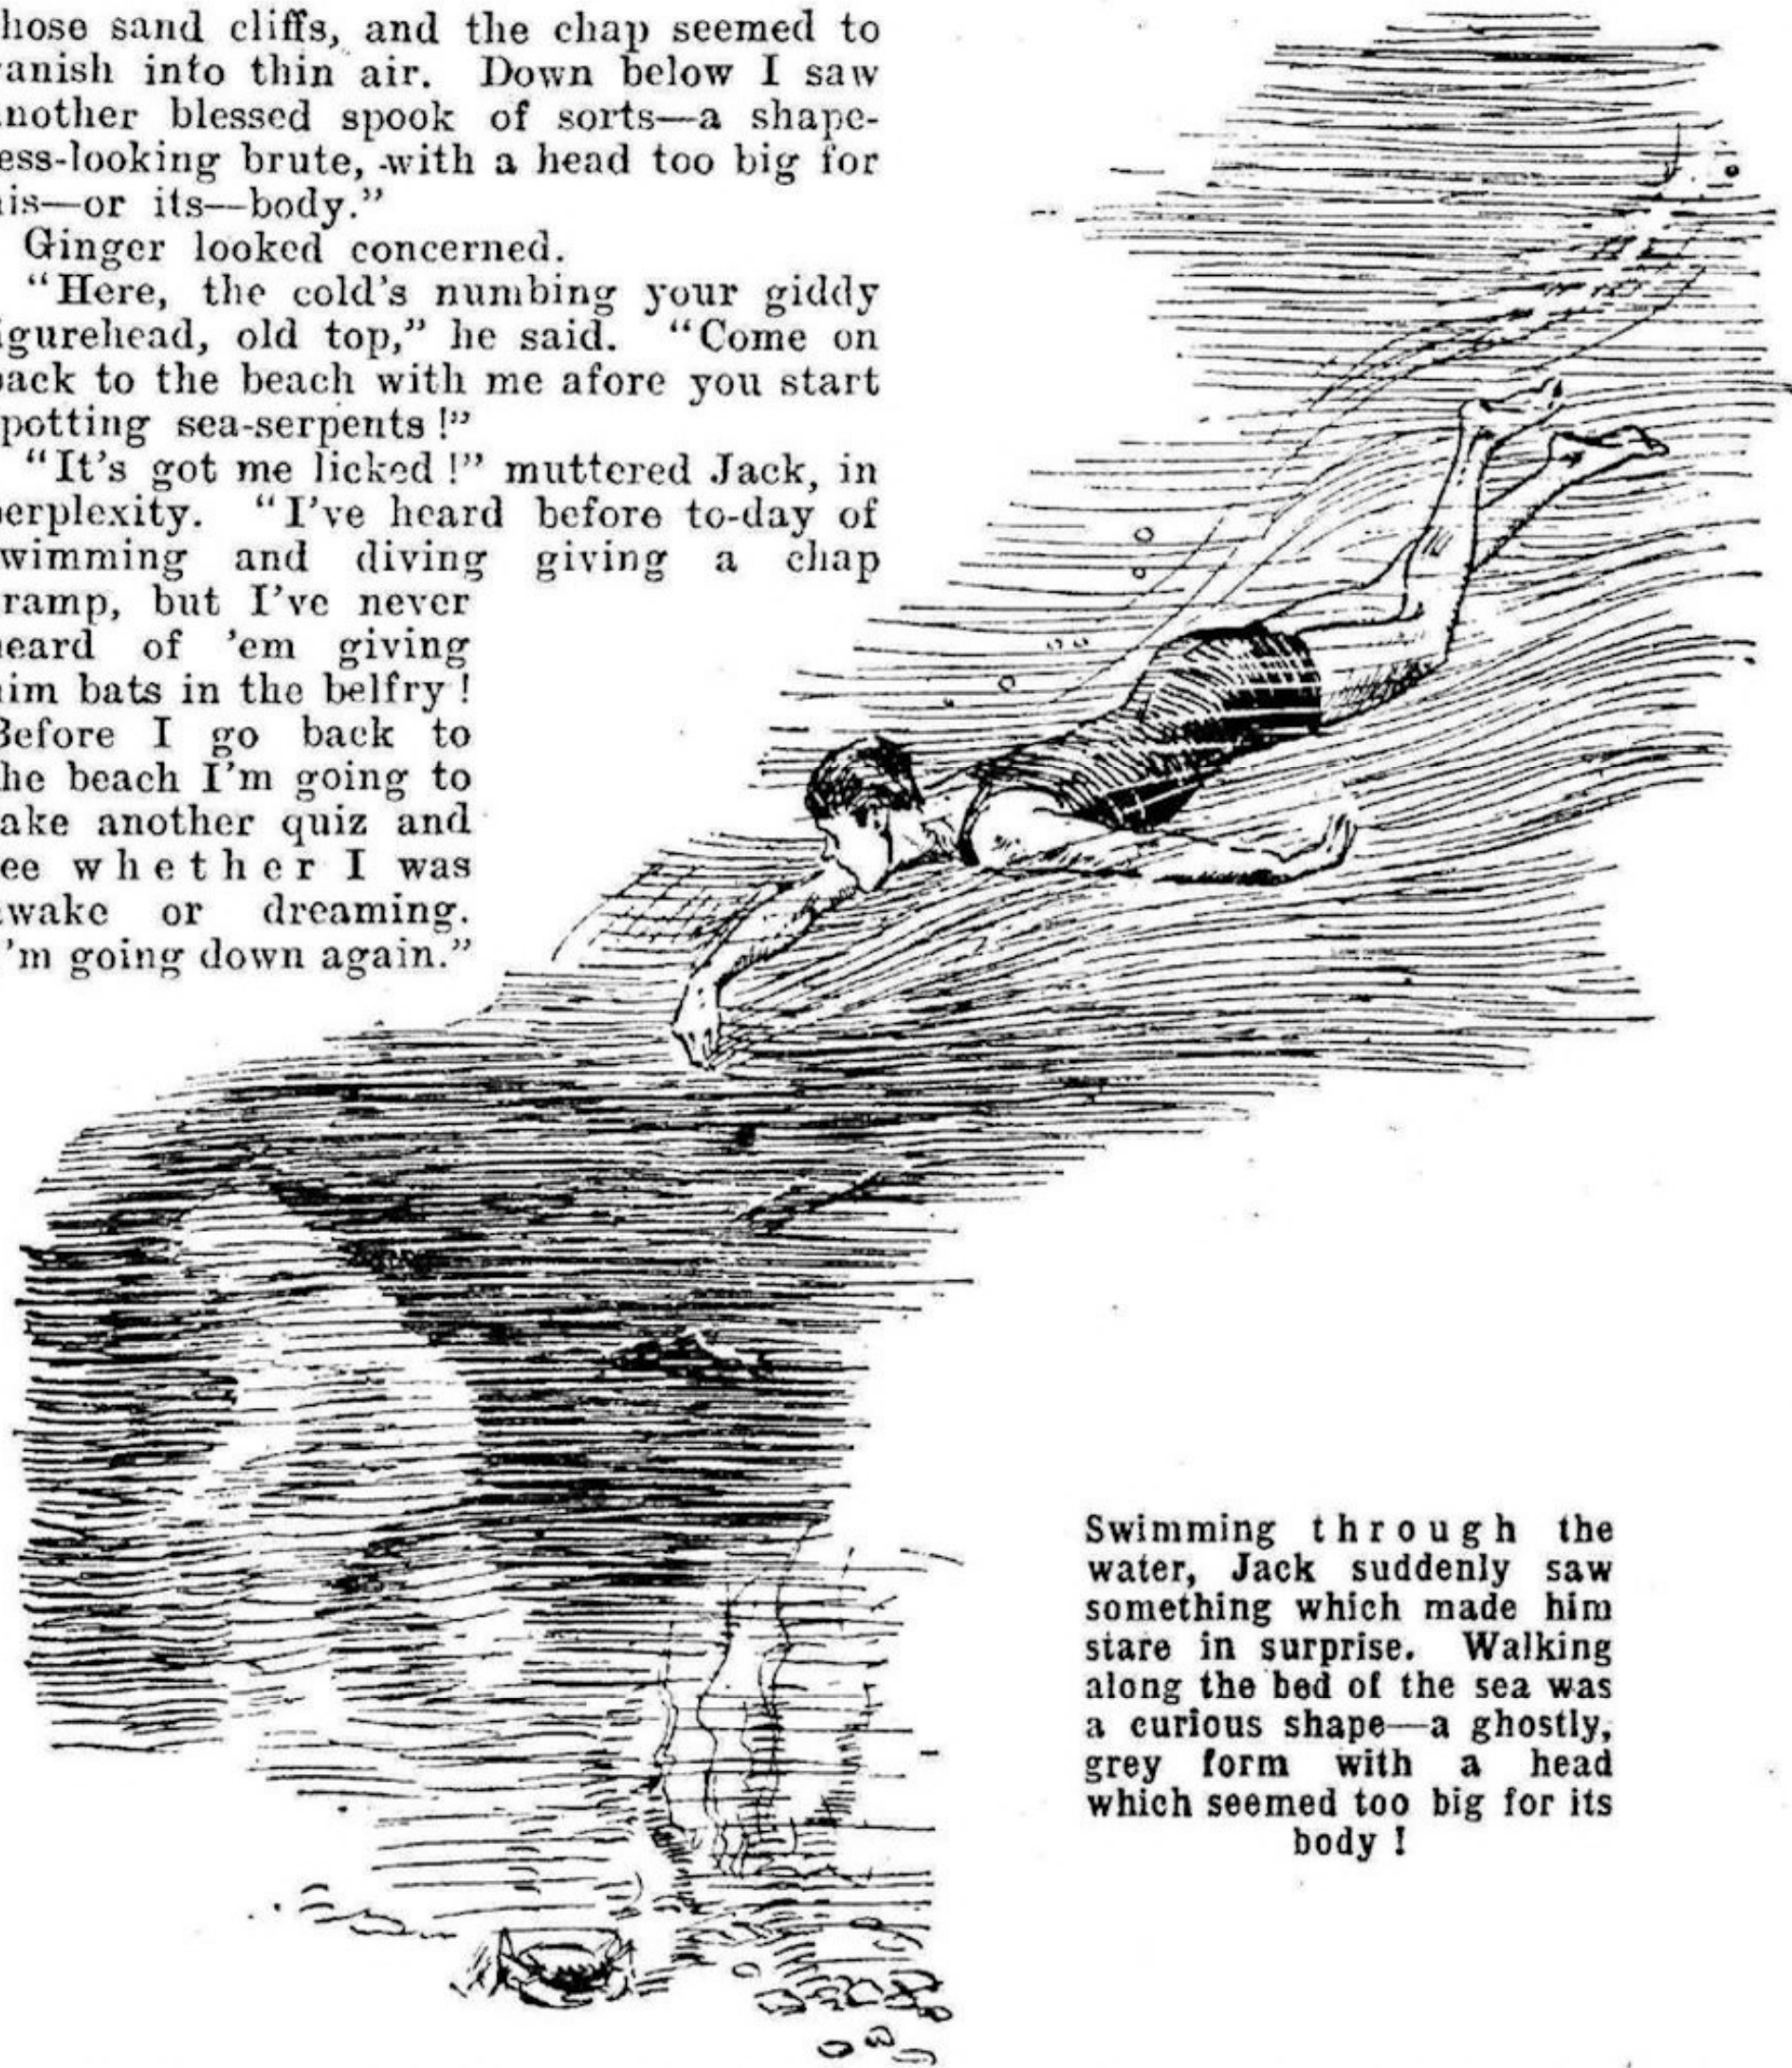 hose sand cliffs, and the chap seemed to
anish into thin air. Down below I saw
nother blessed spook of sorts—a shape-
ess-looking brute, with a head too big for
is—or its—body.”
Ginger looked concerned.
“Here, the cold's numbing your giddy
igurehead, old top,” he said. “Come on
ack to the beach with me afore you start
potting sea-serpents!”
“It's got me licked!” muttered Jack, in
erplexity. “I've heard before to-day of
wimming and diving giving a chap
ramp, but I've never
eard of 'em giving
im bats in the belfry!
Before I go back to
he beach I'm going to
ake another quiz and
ee whether I was
wake or dreaming.
'm going down again.”
Swimming through the
water, Jack suddenly saw
something which made him
stare in surprise. Walking
along the bed of the sea was
a curious shape—a ghostly,
grey form with a head
which seemed too big for its
body!